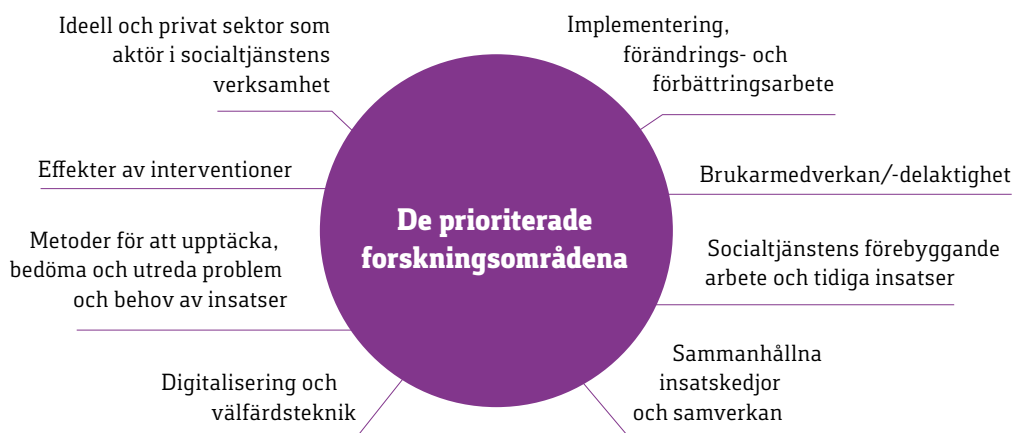 Ideell och privat sektor som
aktör i socialtjänstens
verksamhet
Implementering,
förändrings- och
förbättringsarbete
Effekter av interventioner
Brukarmedverkan/-delaktighet
De prioriterade
forskningsområdena
Metoder för att upptäcka,
bedöma och utreda problem
och behov av insatser
Socialtjänstens förebyggande
arbete och tidiga insatser
Digitalisering och
välfärdsteknik
Sammanhållna
insatskedjor
och samverkan